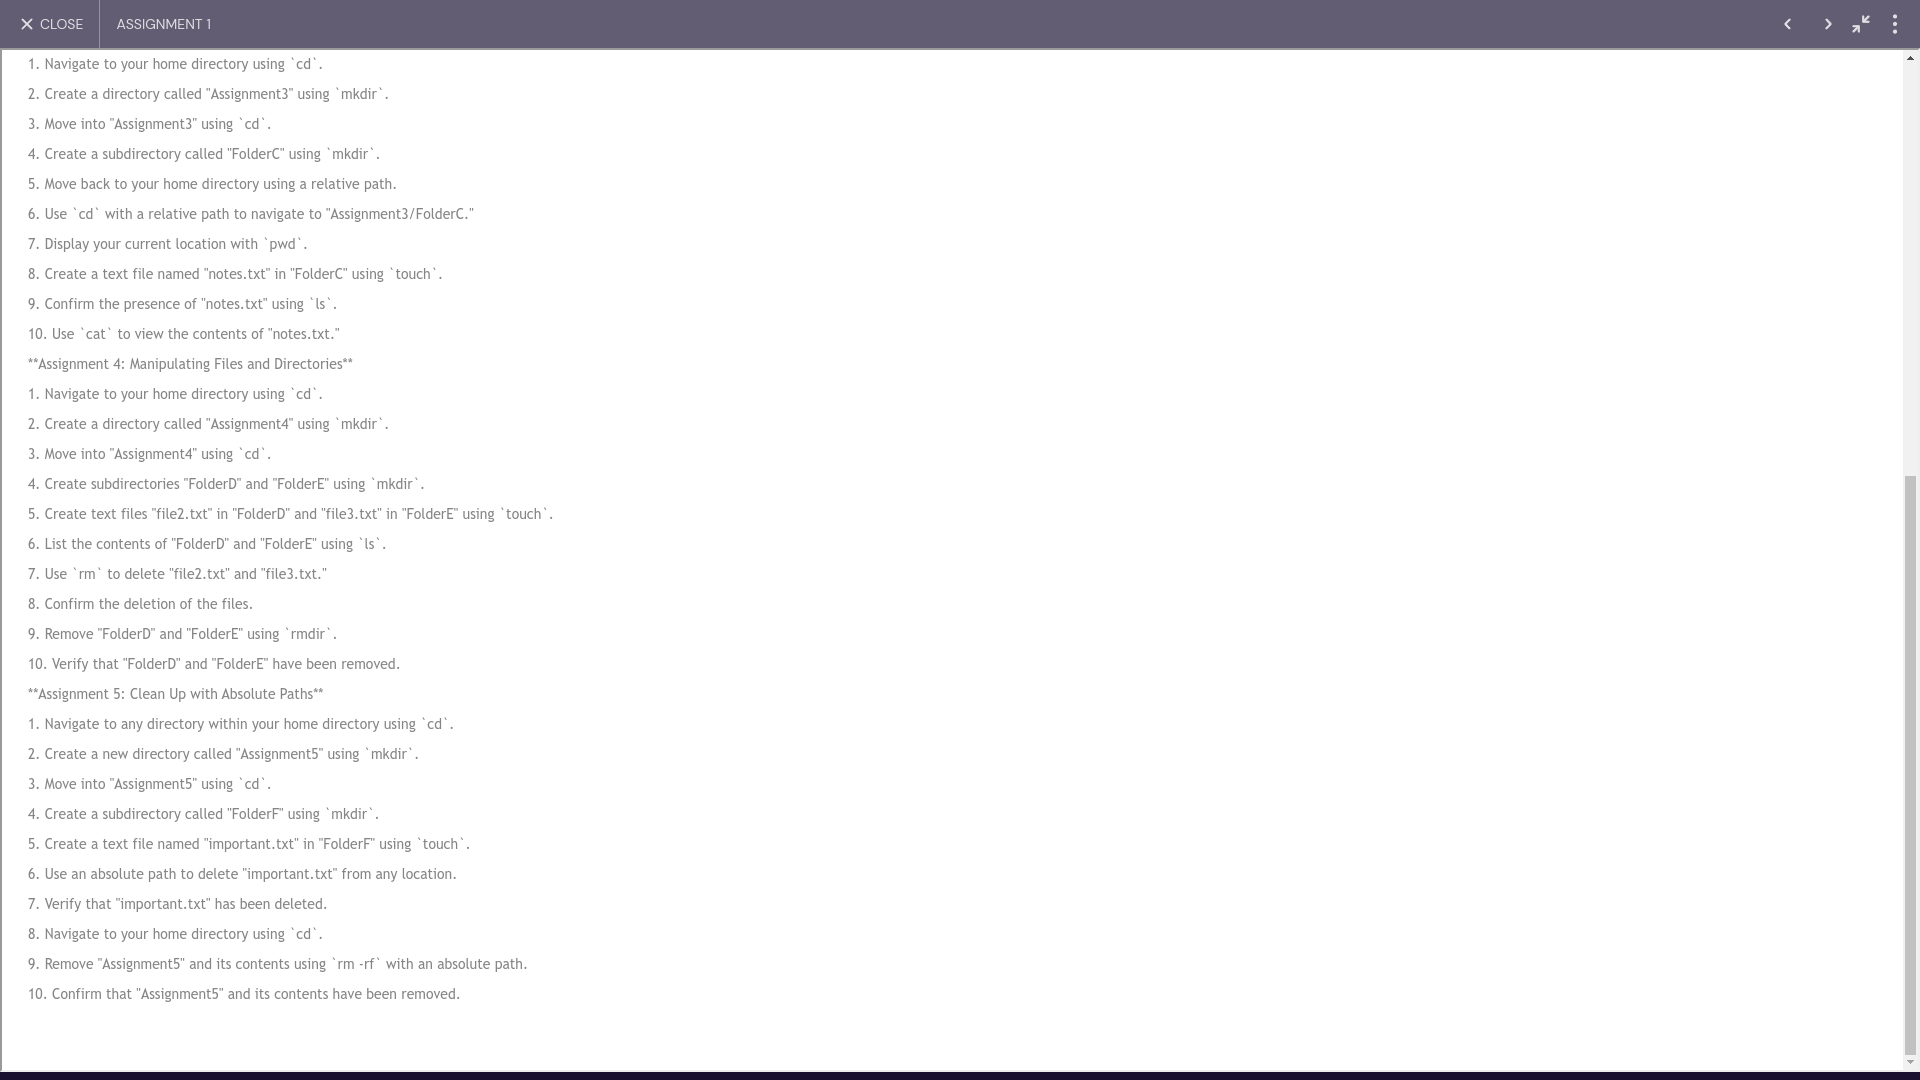 CLOSE
ASSIGNMENT 1
1. Navigate to your home directory using `cd`.
2. Create a directory called "Assignment3" using `mkdir`.
3. Move into "Assignment3" using `cd`.
4. Create a subdirectory called "FolderC" using `mkdir`.
5. Move back to your home directory using a relative path.
6. Use `cd` with a relative path to navigate to "Assignment3/FolderC."
7. Display your current location with `pwd`.
8. Create a text file named "notes.txt" in "FolderC" using `touch`.
9. Confirm the presence of "notes.txt" using `ls`.
10. Use `cat` to view the contents of "notes.txt."
**Assignment 4: Manipulating Files and Directories**
1. Navigate to your home directory using `cd`.
2. Create a directory called "Assignment4" using `mkdir`.
3. Move into "Assignment4" using `cd`.
4. Create subdirectories "FolderD" and "FolderE" using `mkdir`.
5. Create text files "file2.txt" in "FolderD" and "file3.txt" in "FolderE" using `touch`.
6. List the contents of "FolderD" and "FolderE" using `ls`.
7. Use `rm` to delete "file2.txt" and "file3.txt."
8. Confirm the deletion of the files.
9. Remove "FolderD" and "FolderE" using `rmdir`.
10. Verify that "FolderD" and "FolderE" have been removed.
**Assignment 5: Clean Up with Absolute Paths**
1. Navigate to any directory within your home directory using `cd`.
2. Create a new directory called "Assignment5" using `mkdir`.
3. Move into "Assignment5" using `cd`.
4. Create a subdirectory called "FolderF" using `mkdir`.
5. Create a text file named "important.txt" in "FolderF" using `touch`.
6. Use an absolute path to delete "important.txt" from any location.
7. Verify that "important.txt" has been deleted.
8. Navigate to your home directory using `cd`.
9. Remove "Assignment5" and its contents using `rm -rf` with an absolute path.
10. Confirm that "Assignment5" and its contents have been removed.